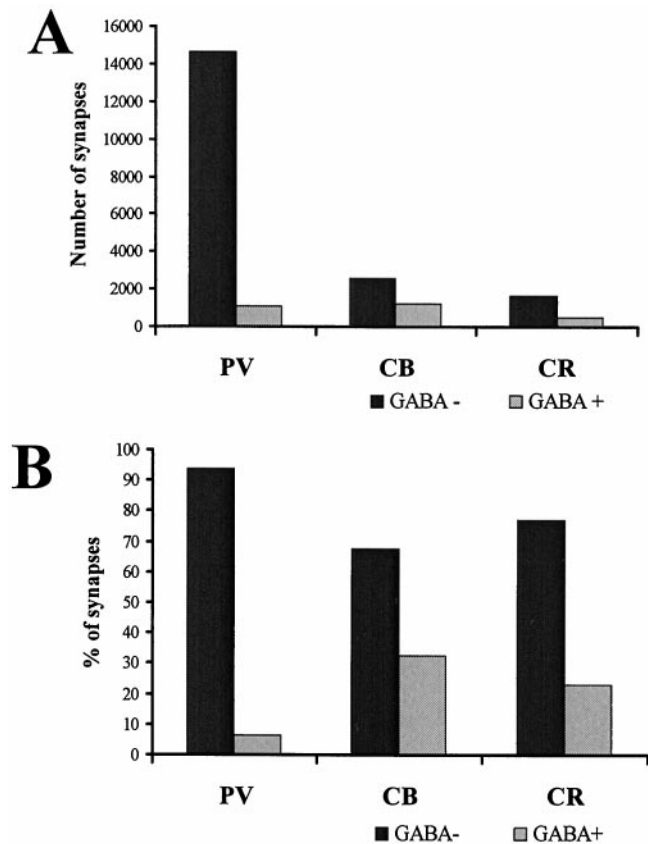 A
Number of synapses
16000
14000
12000
10000
8000
6000
4000
2000
0
PV CB CR
GABA - GABA +
B
% of synapses
100
90
80
70
60
50
40
30
20
10
0
PV CB CR
GABA- GABA+